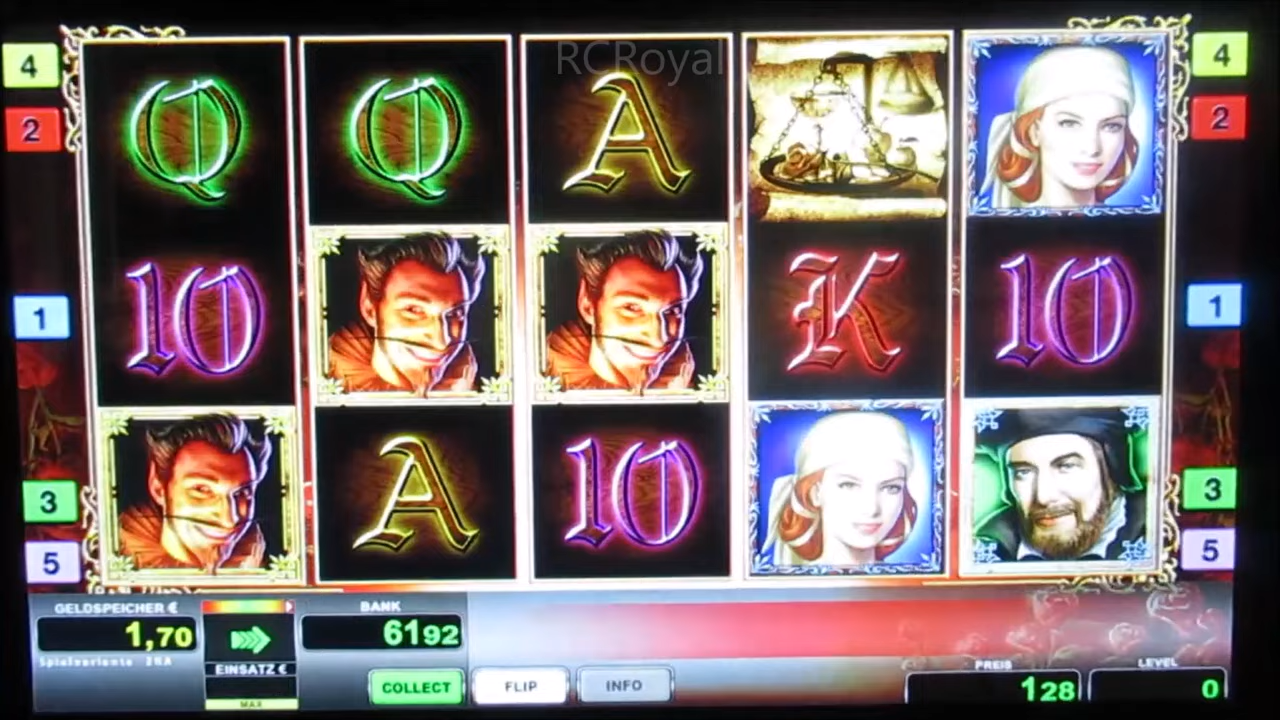 RCRoyal
4 Q Q A 4
2 2
1 10 K 10 1
3 A 10 3
5 5
GELDSPEICHER € BANK
1,70 6192
Spielvariante
EINSATZ € PREIS LEVEL
COLLECT FLIP INFO 128 0
MAX